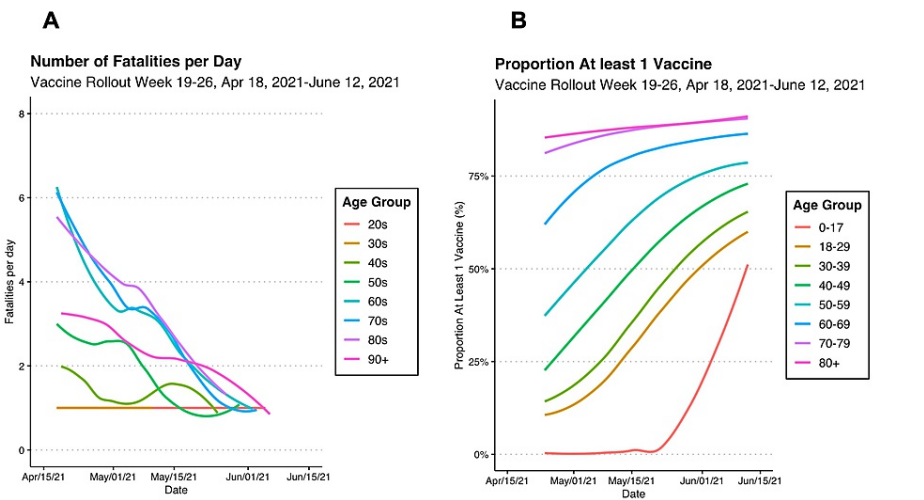 A
Number of Fatalities per Day
Vaccine Rollout Week 19-26, Apr 18, 2021-June 12, 2021
Fatalities per day
8
6
4
2
0
Apr/15/21 May/01/21 May/15/21 Jun/01/21 Jun/15/21
Date
Age Group
20s
30s
40s
50s
60s
70s
80s
90+
B
Proportion At least 1 Vaccine
Vaccine Rollout Week 19-26, Apr 18, 2021-June 12, 2021
Proportion At Least 1 Vaccine (%)
75%
50%
25%
0%
Apr/15/21 May/01/21 May/15/21 Jun/01/21 Jun/15/21
Date
Age Group
0-17
18-29
30-39
40-49
50-59
60-69
70-79
80+